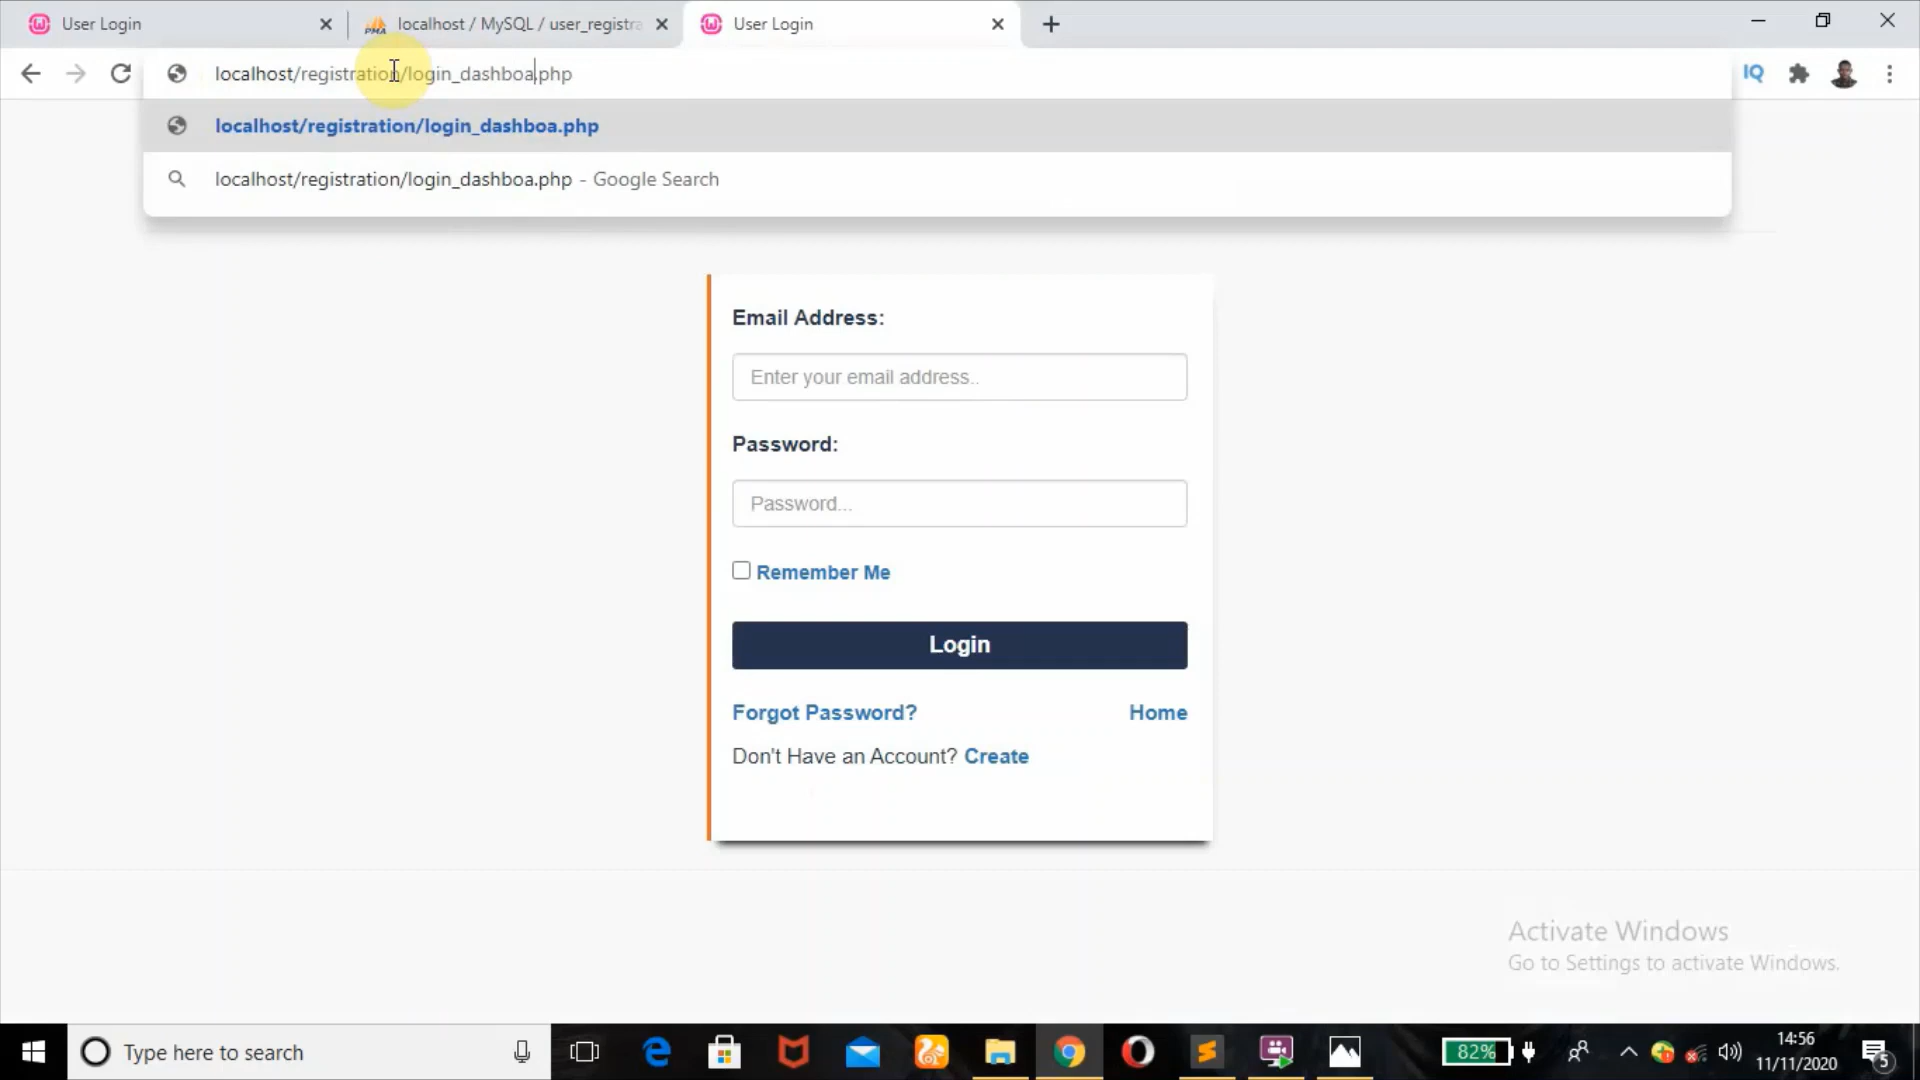 User Login
localhost / MySQL / user_registra
User Login
localhost/registration/login_dashboa.php
IQ
localhost/registration/login_dashboa.php
localhost/registration/login_dashboa.php - Google Search
Email Address:
Enter your email address..
Password:
Password...
Remember Me
Login
Forgot Password? Home
Don't Have an Account? Create
Activate Windows
Go to Settings to activate Windows.
Type here to search
82%
14:56
11/11/2020
5